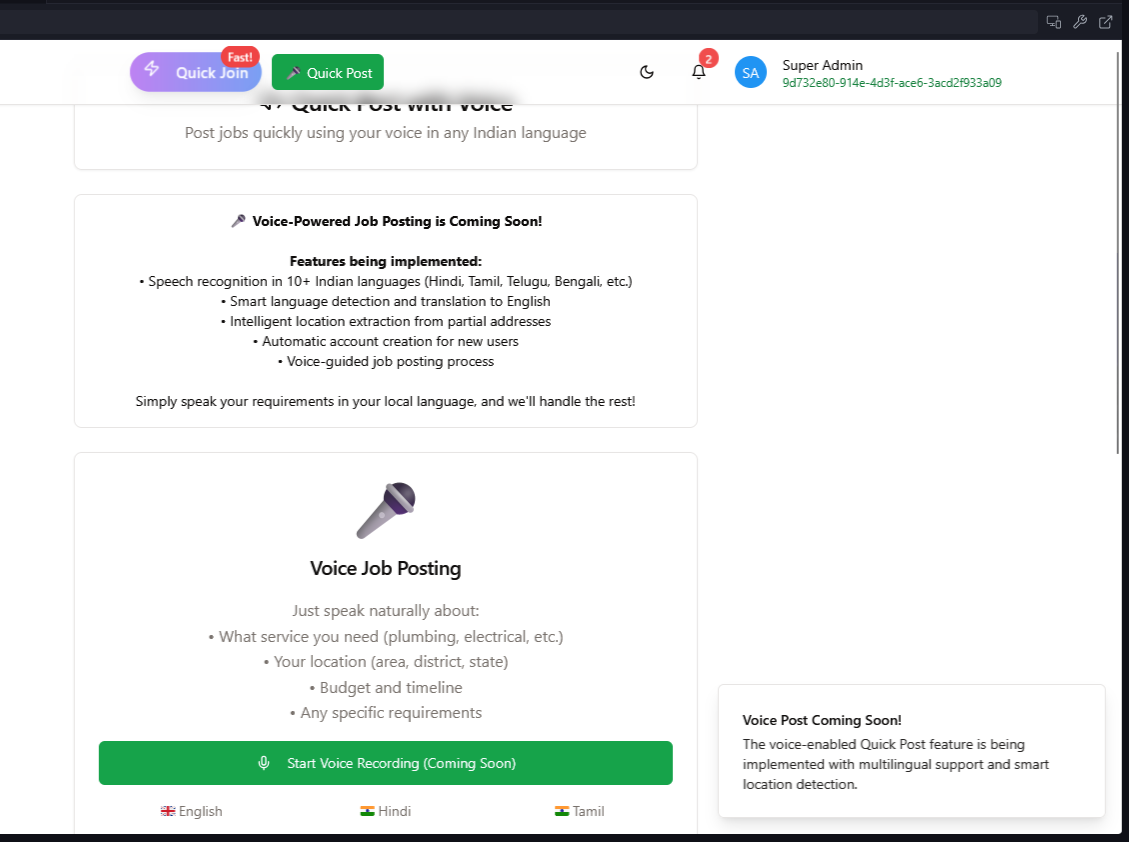 Fast!
Quick Join
Quick Post
2
SA
Super Admin
9d732e80-914e-4d3f-ace6-3acd2f933a09
Quick Post with Voice
Post jobs quickly using your voice in any Indian language
Voice-Powered Job Posting is Coming Soon!
Features being implemented:
• Speech recognition in 10+ Indian languages (Hindi, Tamil, Telugu, Bengali, etc.)
• Smart language detection and translation to English
• Intelligent location extraction from partial addresses
• Automatic account creation for new users
• Voice-guided job posting process
Simply speak your requirements in your local language, and we'll handle the rest!
Voice Job Posting
Just speak naturally about:
• What service you need (plumbing, electrical, etc.)
• Your location (area, district, state)
• Budget and timeline
• Any specific requirements
Start Voice Recording (Coming Soon)
English
Hindi
Tamil
Voice Post Coming Soon!
The voice-enabled Quick Post feature is being
implemented with multilingual support and smart
location detection.